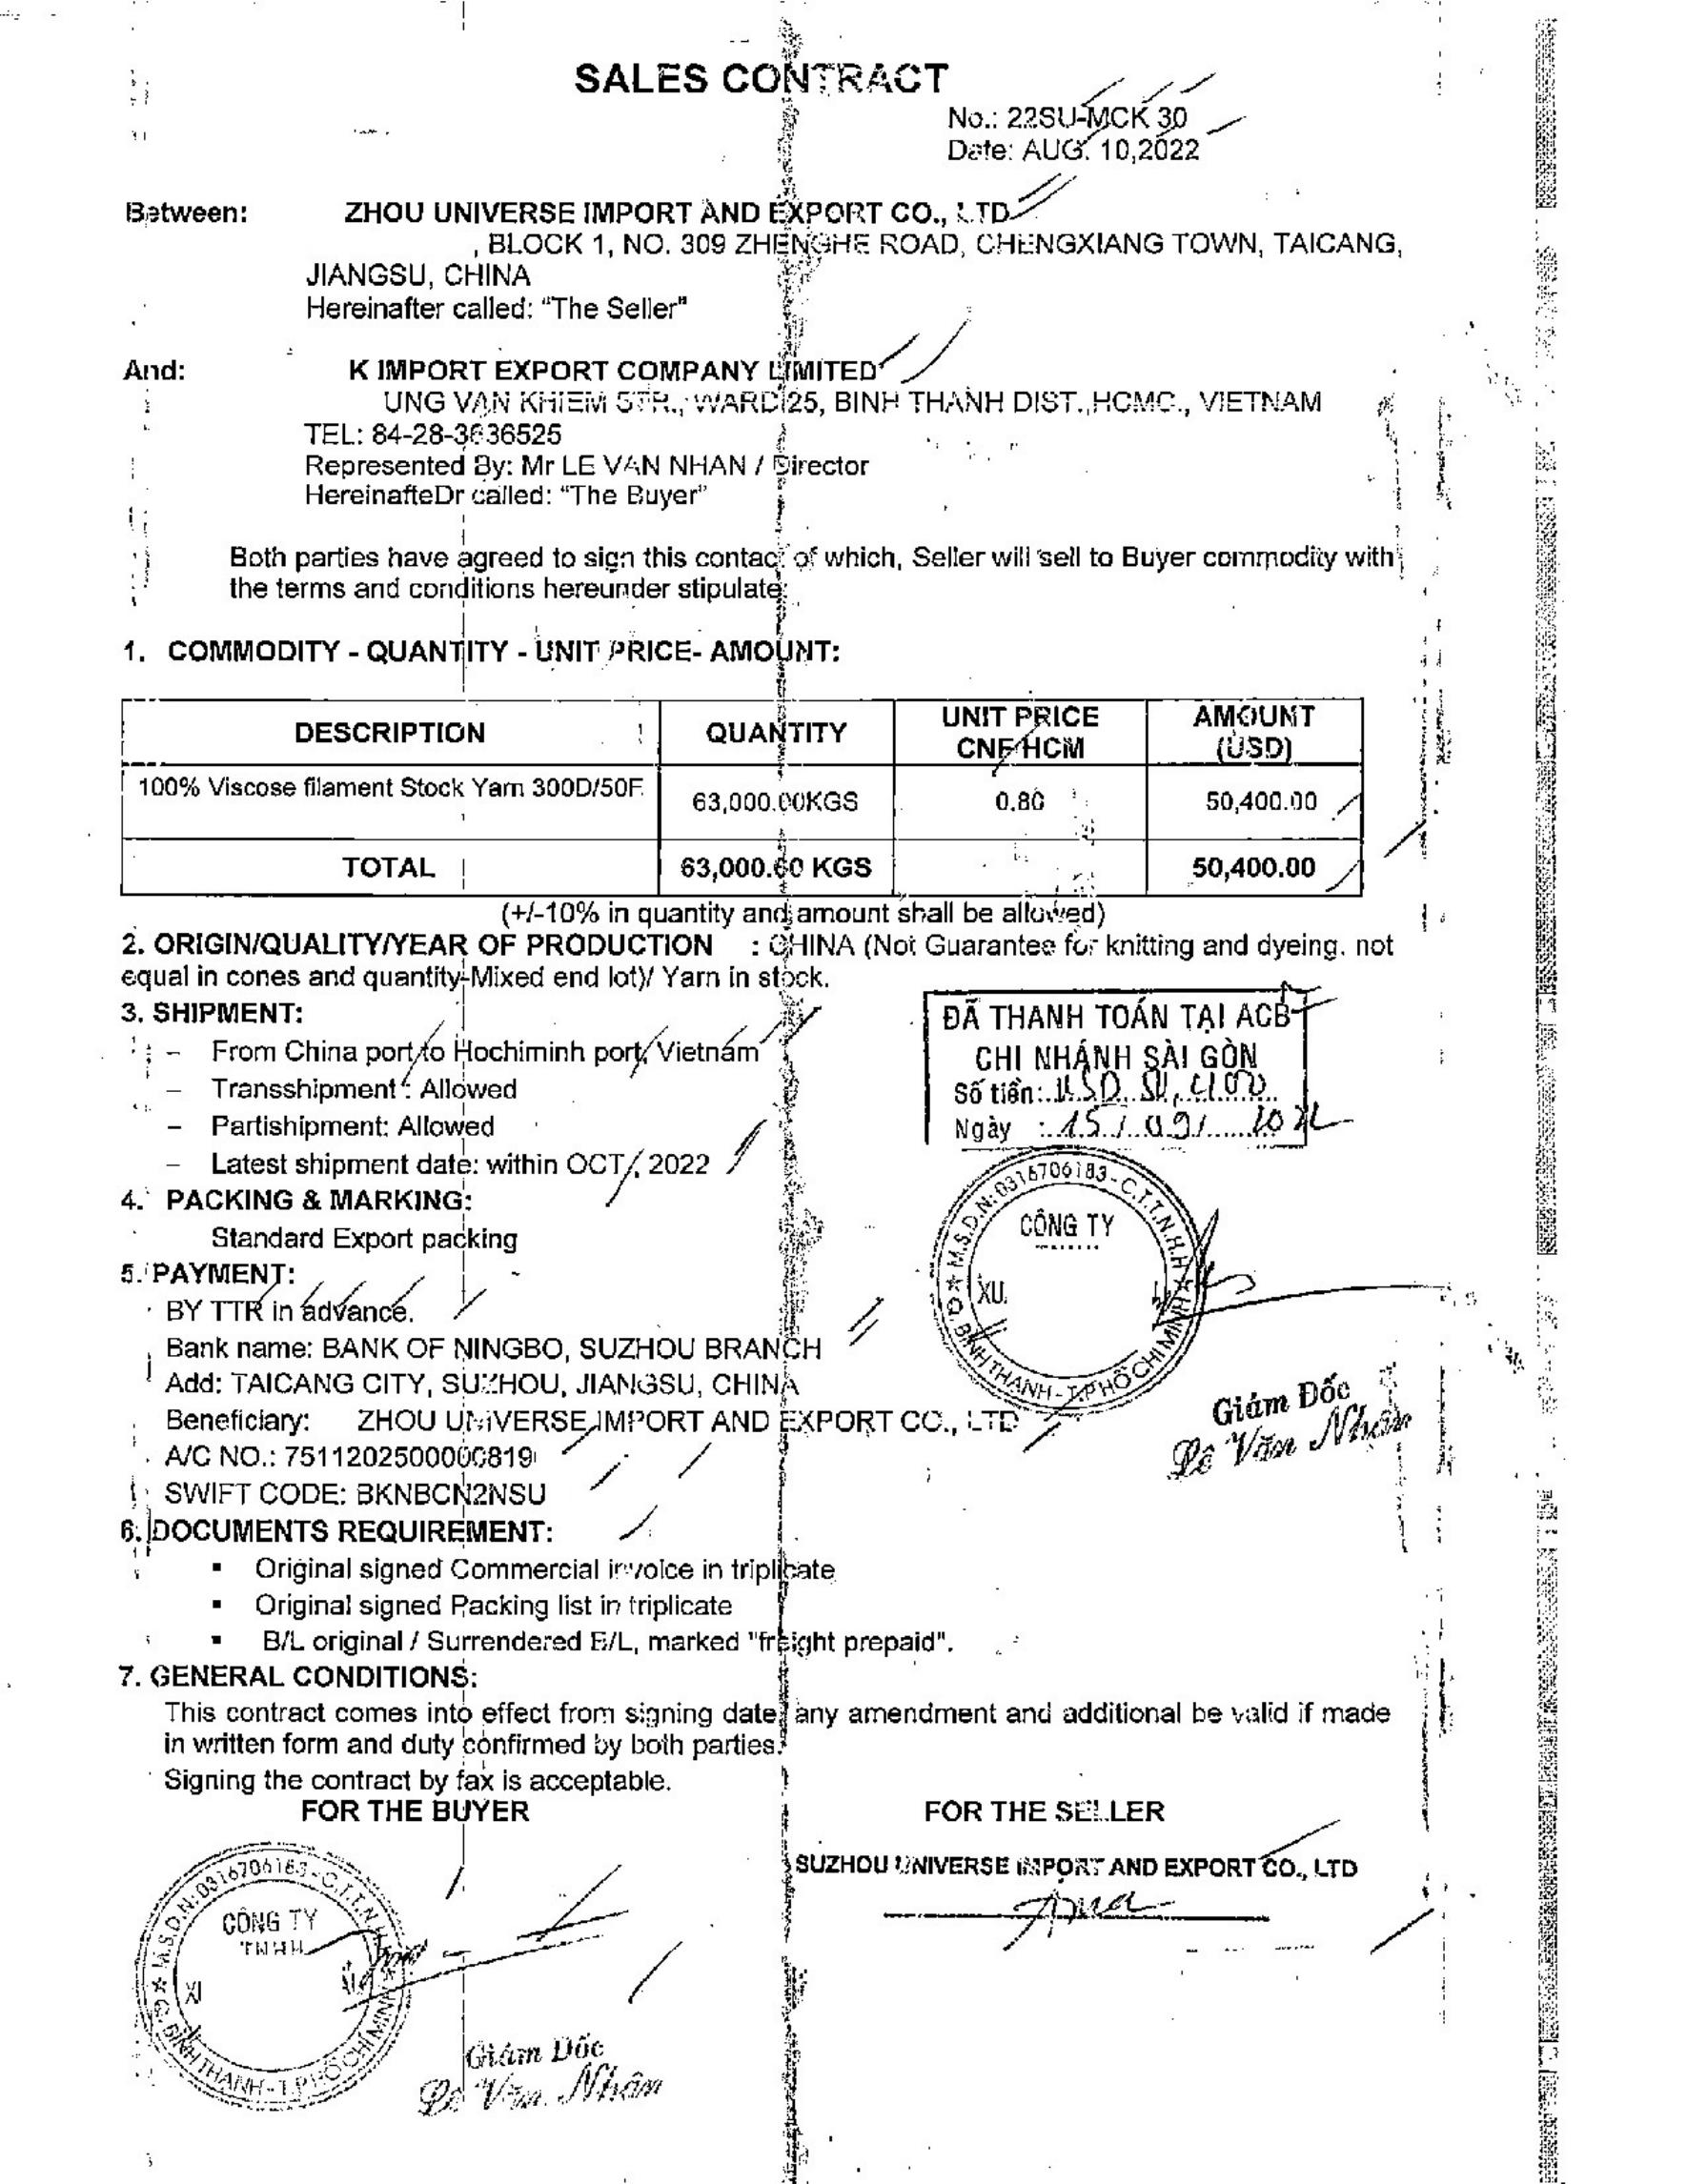 SALES CONTRACT
No.: 22SU-MCK 30
Date: AUG. 10,2022
Between: ZHOU UNIVERSE IMPORT AND EXPORT CO., LTD
, BLOCK 1, NO. 309 ZHENGHE ROAD, CHENGXIANG TOWN, TAICANG,
JIANGSU, CHINA
Hereinafter called: "The Seller"
And: K IMPORT EXPORT COMPANY LIMITED
UNG VAN KHIEM STR., WARD 25, BINH THANH DIST.,HCMC., VIETNAM
TEL: 84-28-3636525
Represented By: Mr LE VAN NHAN / Director
HereinafteDr called: "The Buyer"
Both parties have agreed to sign this contact of which, Seller will sell to Buyer commodity with
the terms and conditions hereunder stipulate:
1. COMMODITY - QUANTITY - UNIT PRICE- AMOUNT:
DESCRIPTION QUANTITY UNIT PRICE CNF/HCM AMOUNT (USD)
100% Viscose filament Stock Yarn 300D/50F 63,000.00KGS 0.80 50,400.00
TOTAL 63,000.00 KGS 50,400.00
(+/-10% in quantity and amount shall be allowed)
2. ORIGIN/QUALITY/YEAR OF PRODUCTION : CHINA (Not Guarantee for knitting and dyeing, not
equal in cones and quantity-Mixed end lot)/ Yarn in stock.
3. SHIPMENT:
– From China port to Hochiminh port, Vietnam
– Transshipment : Allowed
– Partishipment: Allowed
– Latest shipment date: within OCT, 2022
ĐÃ THANH TOÁN TẠI ACB
CHI NHÁNH SÀI GÒN
Số tiền: USD 50,400
Ngày : 15/09/2022
4. PACKING & MARKING:
Standard Export packing
M.S.D.N: 0316706183 - C.T.T.N.H.H
CÔNG TY
XU
Q. BÌNH THẠNH - T.P HỒ CHÍ MINH
Giám Đốc
Lê Văn Nhân
5. PAYMENT:
BY TTR in advance.
Bank name: BANK OF NINGBO, SUZHOU BRANCH
Add: TAICANG CITY, SUZHOU, JIANGSU, CHINA
Beneficiary: ZHOU UNIVERSE IMPORT AND EXPORT CO., LTD
A/C NO.: 75112025000000819
SWIFT CODE: BKNBCN2NSU
6. DOCUMENTS REQUIREMENT:
▪ Original signed Commercial invoice in triplicate
▪ Original signed Packing list in triplicate
▪ B/L original / Surrendered B/L, marked "freight prepaid".
7. GENERAL CONDITIONS:
This contract comes into effect from signing date, any amendment and additional be valid if made
in written form and duty confirmed by both parties.
Signing the contract by fax is acceptable.
FOR THE BUYER FOR THE SELLER
SUZHOU UNIVERSE IMPORT AND EXPORT CO., LTD
M.S.D.N: 0316706183 - C.T.T.N.H.H
CÔNG TY
TNHH
Q. BÌNH THẠNH - T.P HỒ CHÍ MINH
Giám Đốc
Lê Văn Nhân